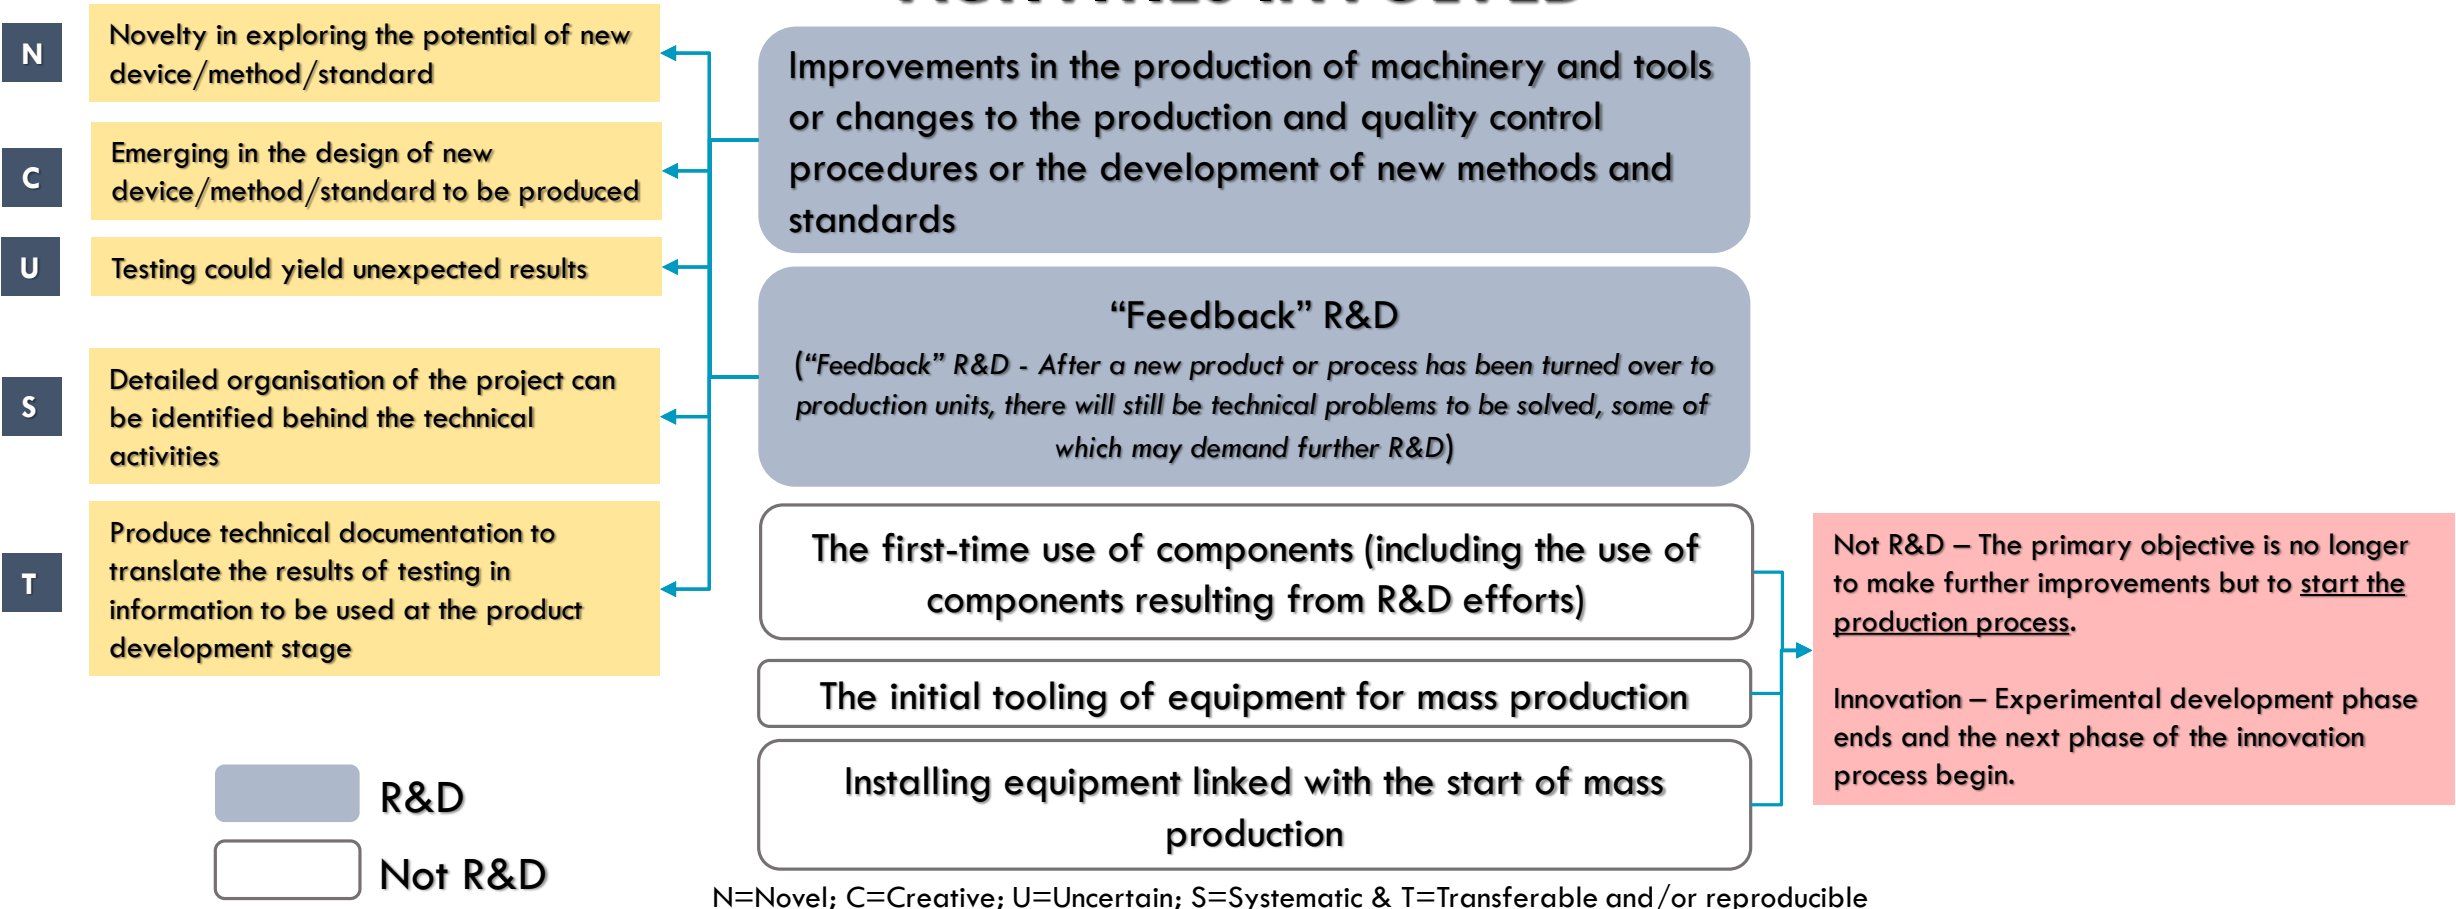 N
Novelty in exploring the potential of new
device/method/standard
C
Emerging in the design of new
device/method/standard to be produced
U
Testing could yield unexpected results
S
Detailed organisation of the project can
be identified behind the technical
activities
T
Produce technical documentation to
translate the results of testing in
information to be used at the product
development stage
Improvements in the production of machinery and tools
or changes to the production and quality control
procedures or the development of new methods and
standards
“Feedback” R&D
(“Feedback” R&D - After a new product or process has been turned over to
production units, there will still be technical problems to be solved, some of
which may demand further R&D)
The first-time use of components (including the use of
components resulting from R&D efforts)
The initial tooling of equipment for mass production
Installing equipment linked with the start of mass
production
Not R&D – The primary objective is no longer
to make further improvements but to start the
production process.
Innovation – Experimental development phase
ends and the next phase of the innovation
process begin.
R&D
Not R&D
N=Novel; C=Creative; U=Uncertain; S=Systematic & T=Transferable and/or reproducible